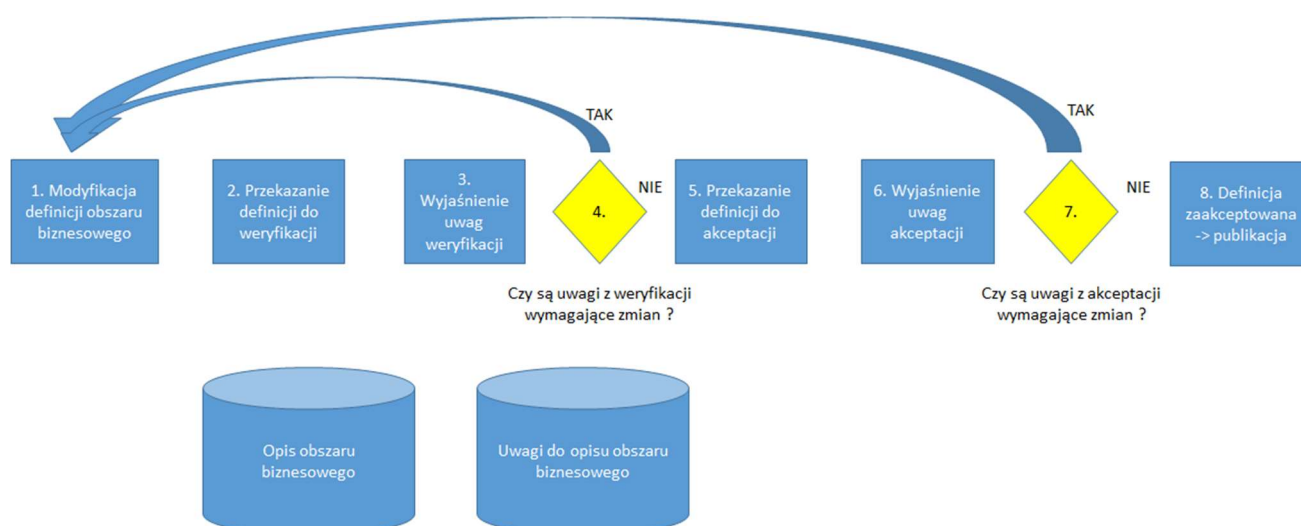 TAK
TAK
1. Modyfikacja
definicji obszaru
biznesowego
2. Przekazanie
definicji do
weryfikacji
3.
Wyjaśnienie
uwag
weryfikacji
4.
NIE
5. Przekazanie
definicji do
akceptacji
6. Wyjaśnienie
uwag
akceptacji
7.
NIE
8. Definicja
zaakceptowana
-> publikacja
Czy są uwagi z weryfikacji
wymagające zmian ?
Czy są uwagi z akceptacji
wymagające zmian ?
Opis obszaru
biznesowego
Uwagi do opisu obszaru
biznesowego